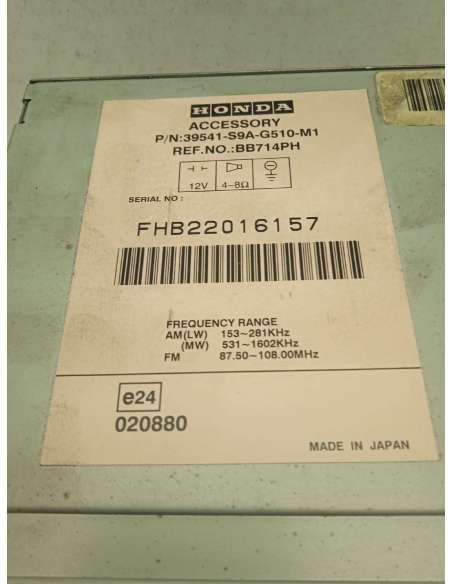 HONDA
ACCESSORY
P/N:39541-S9A-G510-M1
REF.NO.:BB714PH
12V 4-8Ω
SERIAL NO:
FHB22016157
FREQUENCY RANGE
AM(LW) 153~281KHz
(MW) 531~1602KHz
FM 87.50~108.00MHz
e24
020880
MADE IN JAPAN